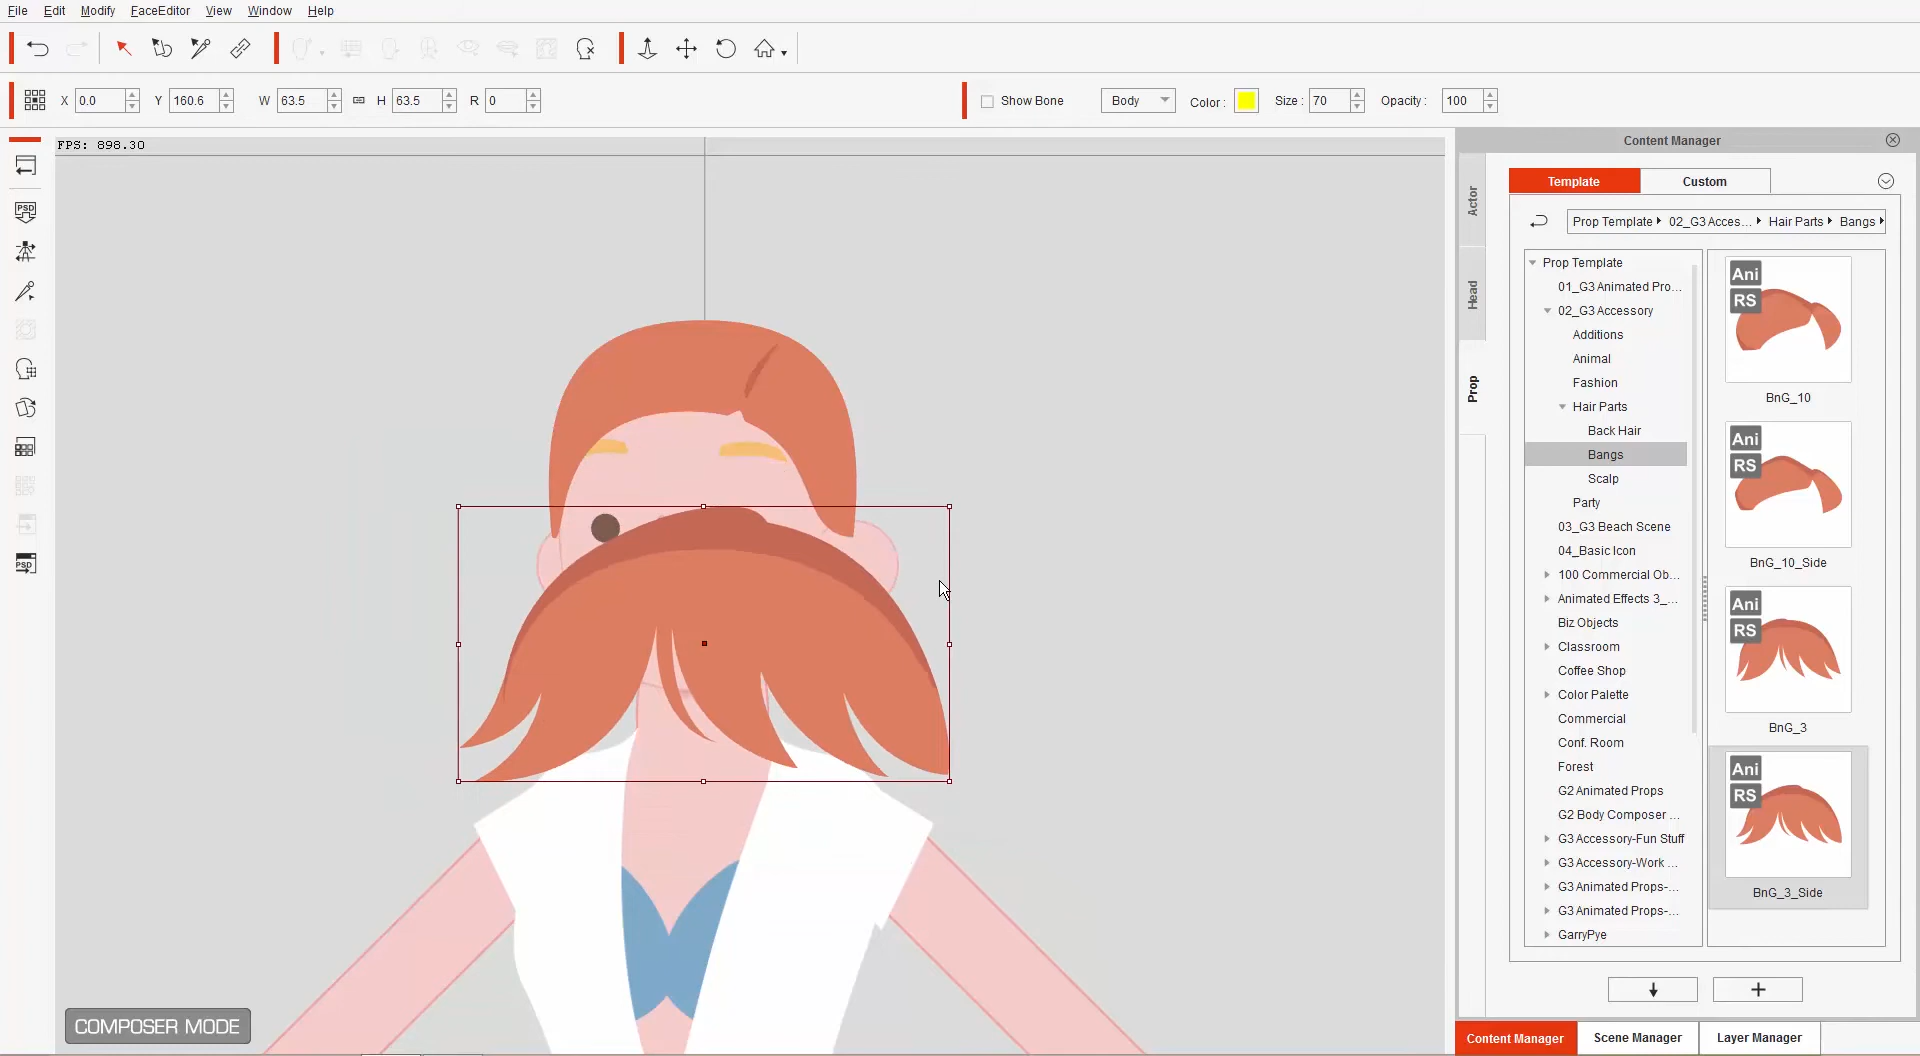 File Edit Modify FaceEditor View Window Help
X 0.0 Y 160.6 W 63.5 H 63.5 R 0 Show Bone Body Color : Size : 70 Opacity : 100
FPS: 898.30
Content Manager
Template Custom
Prop Template 02_G3 Acces... Hair Parts Bangs
Prop Template
01_G3 Animated Pro...
02_G3 Accessory
Additions
Animal
Fashion
Hair Parts
Back Hair
Bangs
Scalp
Party
03_G3 Beach Scene
04_Basic Icon
100 Commercial Ob...
Animated Effects 3_...
Biz Objects
Classroom
Coffee Shop
Color Palette
Commercial
Conf. Room
Forest
G2 Animated Props
G2 Body Composer ...
G3 Accessory-Fun Stuff
G3 Accessory-Work ...
G3 Animated Props-...
G3 Animated Props-...
GarryPye
Ani
RS
BnG_10
Ani
RS
BnG_10_Side
Ani
RS
BnG_3
Ani
RS
BnG_3_Side
Actor
Head
Prop
PSD
PSD
COMPOSER MODE
Content Manager Scene Manager Layer Manager